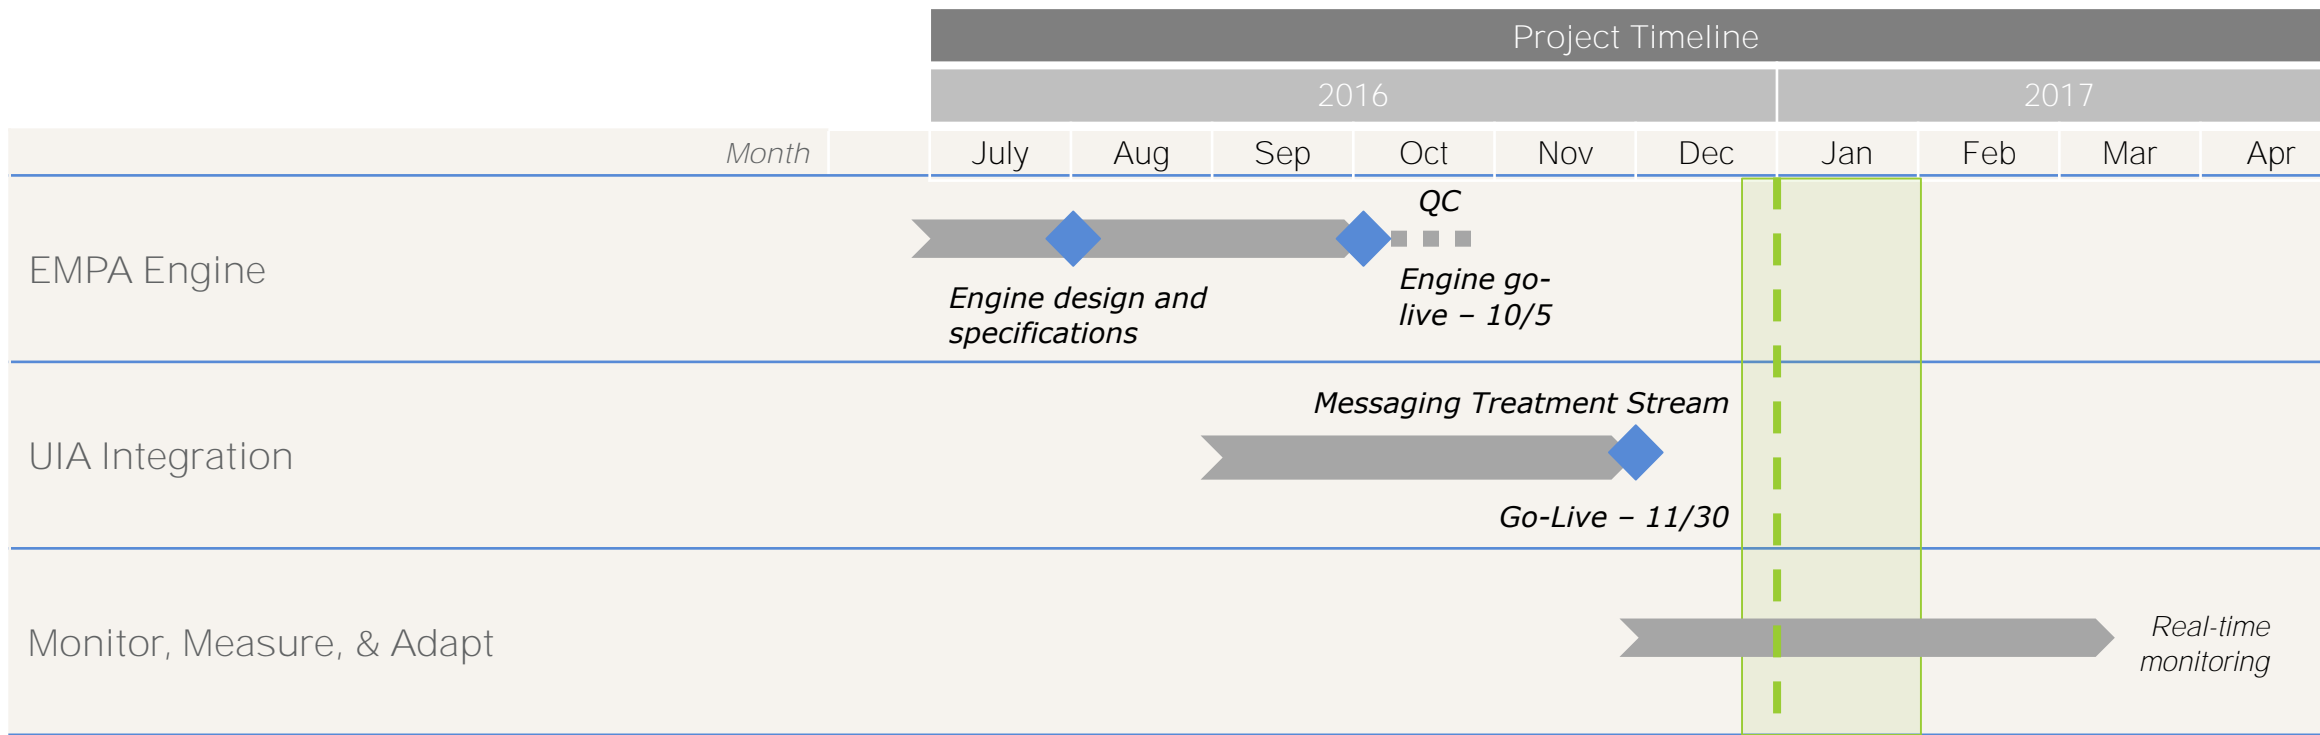 Project Timeline
2016 2017
Month July Aug Sep Oct Nov Dec Jan Feb Mar Apr
EMPA Engine
QC
Engine design and
specifications
Engine go-
live – 10/5
UIA Integration
Messaging Treatment Stream
Go-Live – 11/30
Monitor, Measure, & Adapt
Real-time
monitoring